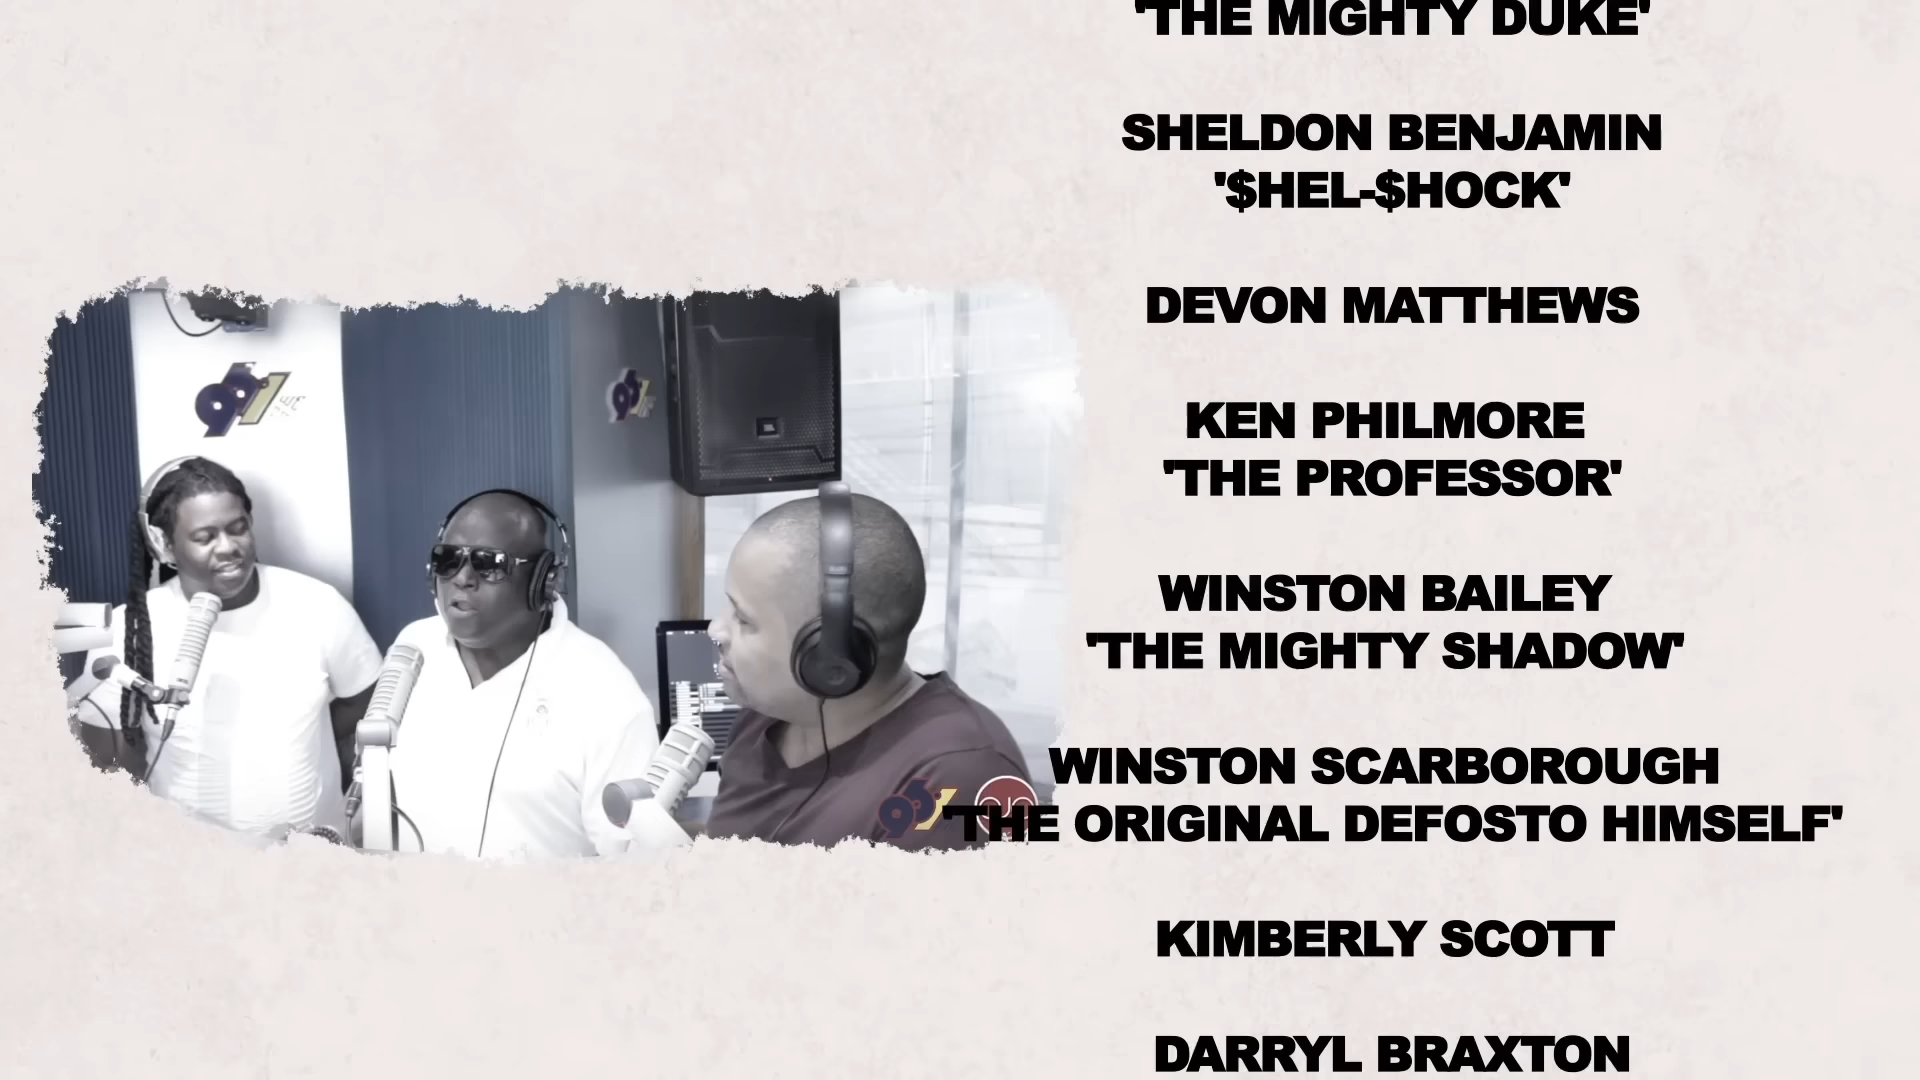 'THE MIGHTY DUKE'
SHELDON BENJAMIN
'$HEL-$HOCK'
DEVON MATTHEWS
KEN PHILMORE
'THE PROFESSOR'
WINSTON BAILEY
'THE MIGHTY SHADOW'
WINSTON SCARBOROUGH
'THE ORIGINAL DEFOSTO HIMSELF'
KIMBERLY SCOTT
DARRYL BRAXTON